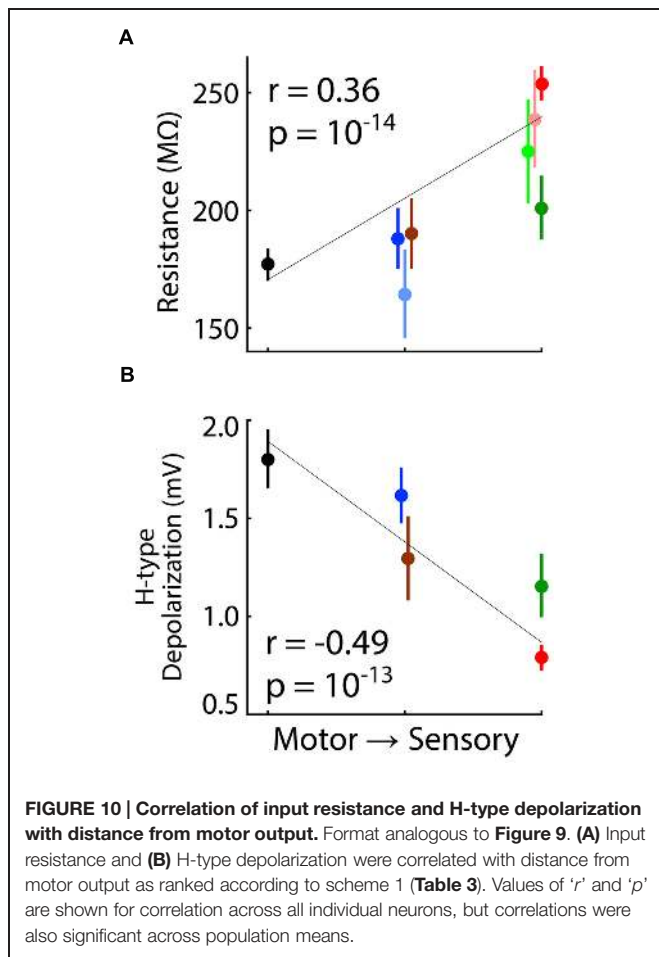 A
Resistance (MΩ)
250
200
150
r = 0.36
p = 10⁻¹⁴
B
H-type
Depolarization (mV)
2.0
1.5
1.0
0.5
r = -0.49
p = 10⁻¹³
Motor → Sensory
FIGURE 10 | Correlation of input resistance and H-type depolarization
with distance from motor output. Format analogous to Figure 9. (A) Input
resistance and (B) H-type depolarization were correlated with distance from
motor output as ranked according to scheme 1 (Table 3). Values of ‘r’ and ‘p’
are shown for correlation across all individual neurons, but correlations were
also significant across population means.